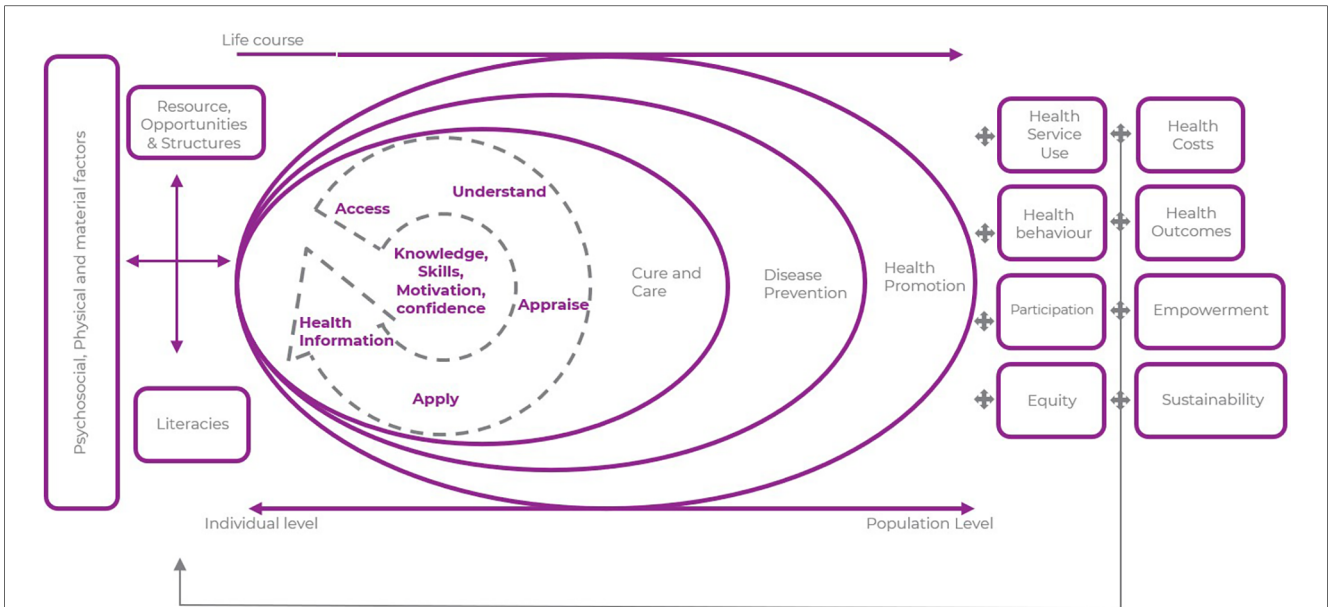 Life course
Psychosocial, Physical and material factors
Resource,
Opportunities
& Structures
Literacies
Access
Understand
Knowledge,
Skills,
Motivation,
confidence
Appraise
Health
Information
Apply
Cure and
Care
Disease
Prevention
Health
Promotion
Individual level
Population Level
Health
Service
Use
Health
Costs
Health
behaviour
Health
Outcomes
Participation
Empowerment
Equity
Sustainability